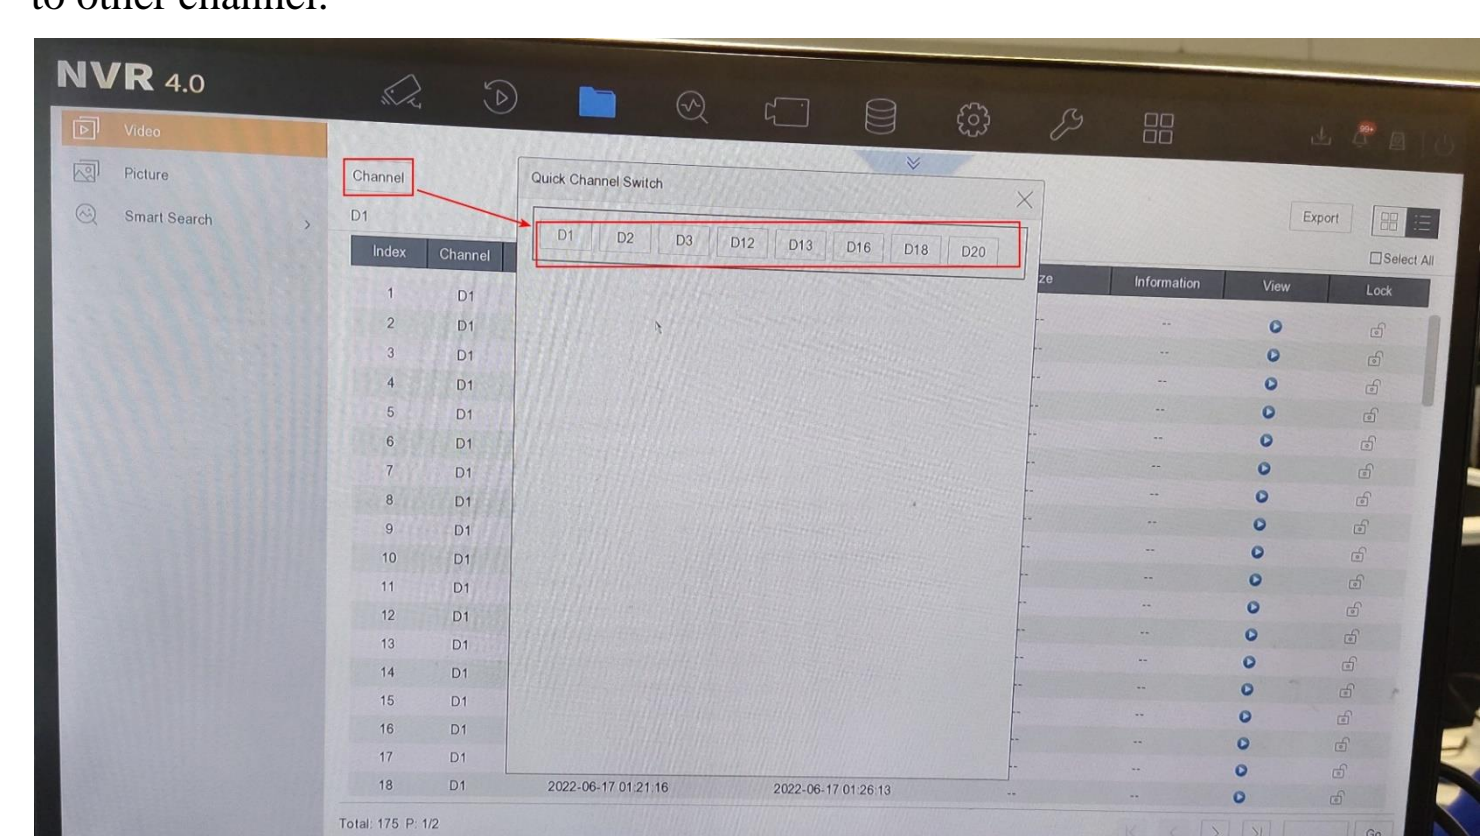 to other channel.
NVR 4.0
99+
Video
Picture
Smart Search
Channel
Quick Channel Switch
D1
Export
D1 D2 D3 D12 D13 D16 D18 D20
Select All
Index Channel ze Information View Lock
1 D1
2 D1 -- --
3 D1 -- --
4 D1 -- --
5 D1 -- --
6 D1 -- --
7 D1 -- --
8 D1 -- --
9 D1 -- --
10 D1 -- --
11 D1 -- --
12 D1 -- --
13 D1 -- --
14 D1 -- --
15 D1 -- --
16 D1 -- --
17 D1 -- --
18 D1 2022-06-17 01:21:16 2022-06-17 01:26:13 -- --
Total: 175 P: 1/2
Go